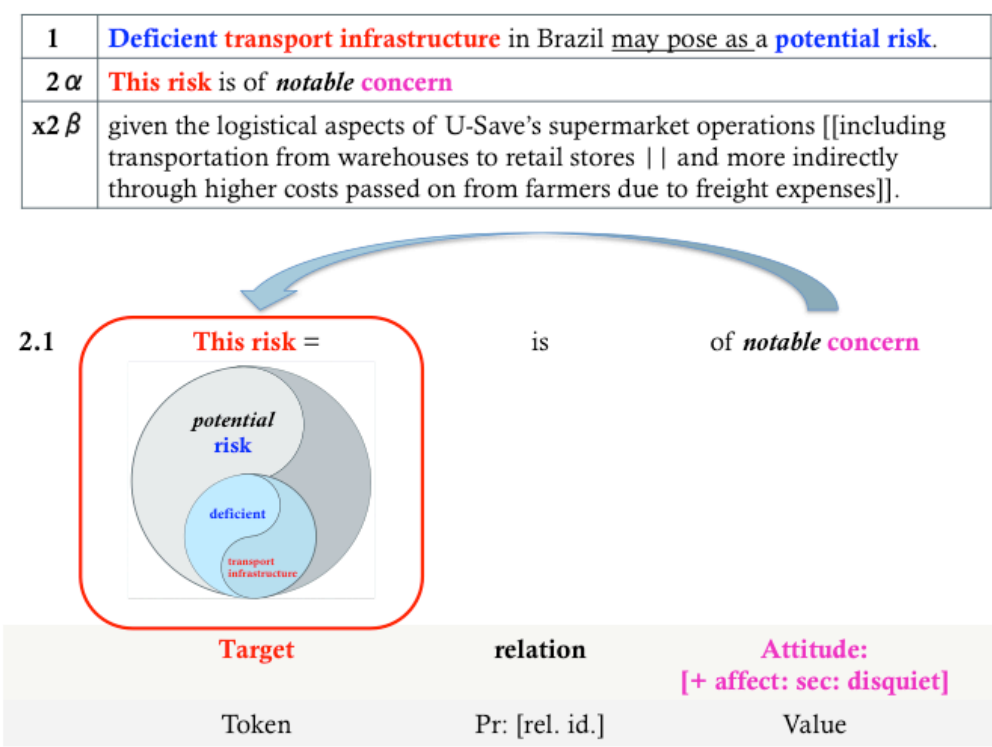 1 Deficient transport infrastructure in Brazil may pose as a potential risk.
2 α This risk is of notable concern
x2 β given the logistical aspects of U-Save's supermarket operations [[including
transportation from warehouses to retail stores || and more indirectly
through higher costs passed on from farmers due to freight expenses]].
2.1 This risk = is of notable concern
potential
risk
deficient
transport
infrastructure
Target relation Attitude:
[+ affect: sec: disquiet]
Token Pr: [rel. id.] Value